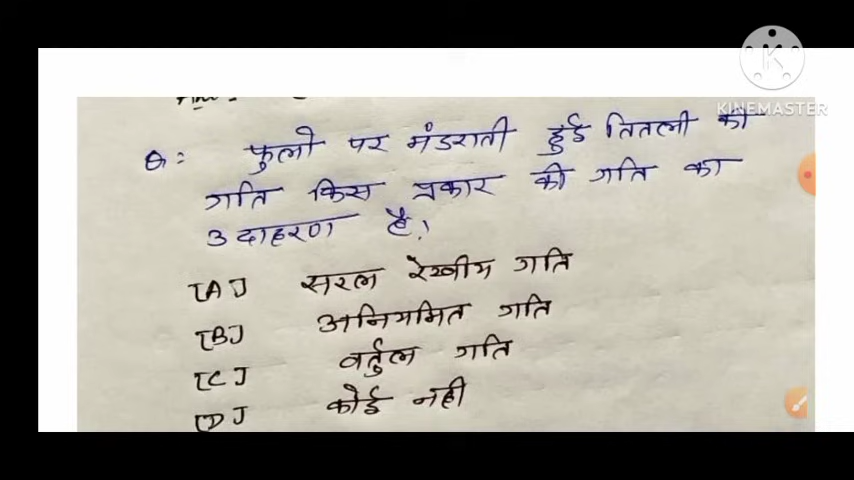 KINEMASTER
Q: फुलो पर मंडराती हुई तितली की
गति किस प्रकार की गति का
उदाहरण है।
[A] सरल रेखीय गति
[B] अनियमित गति
[C] वर्तुल गति
[D] कोई नही